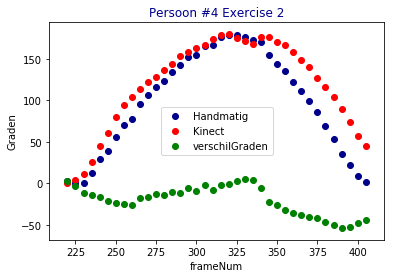 Persoon #4 Exercise 2
Graden
150
100
50
0
−50
Handmatig
Kinect
verschilGraden
225 250 275 300 325 350 375 400
frameNum